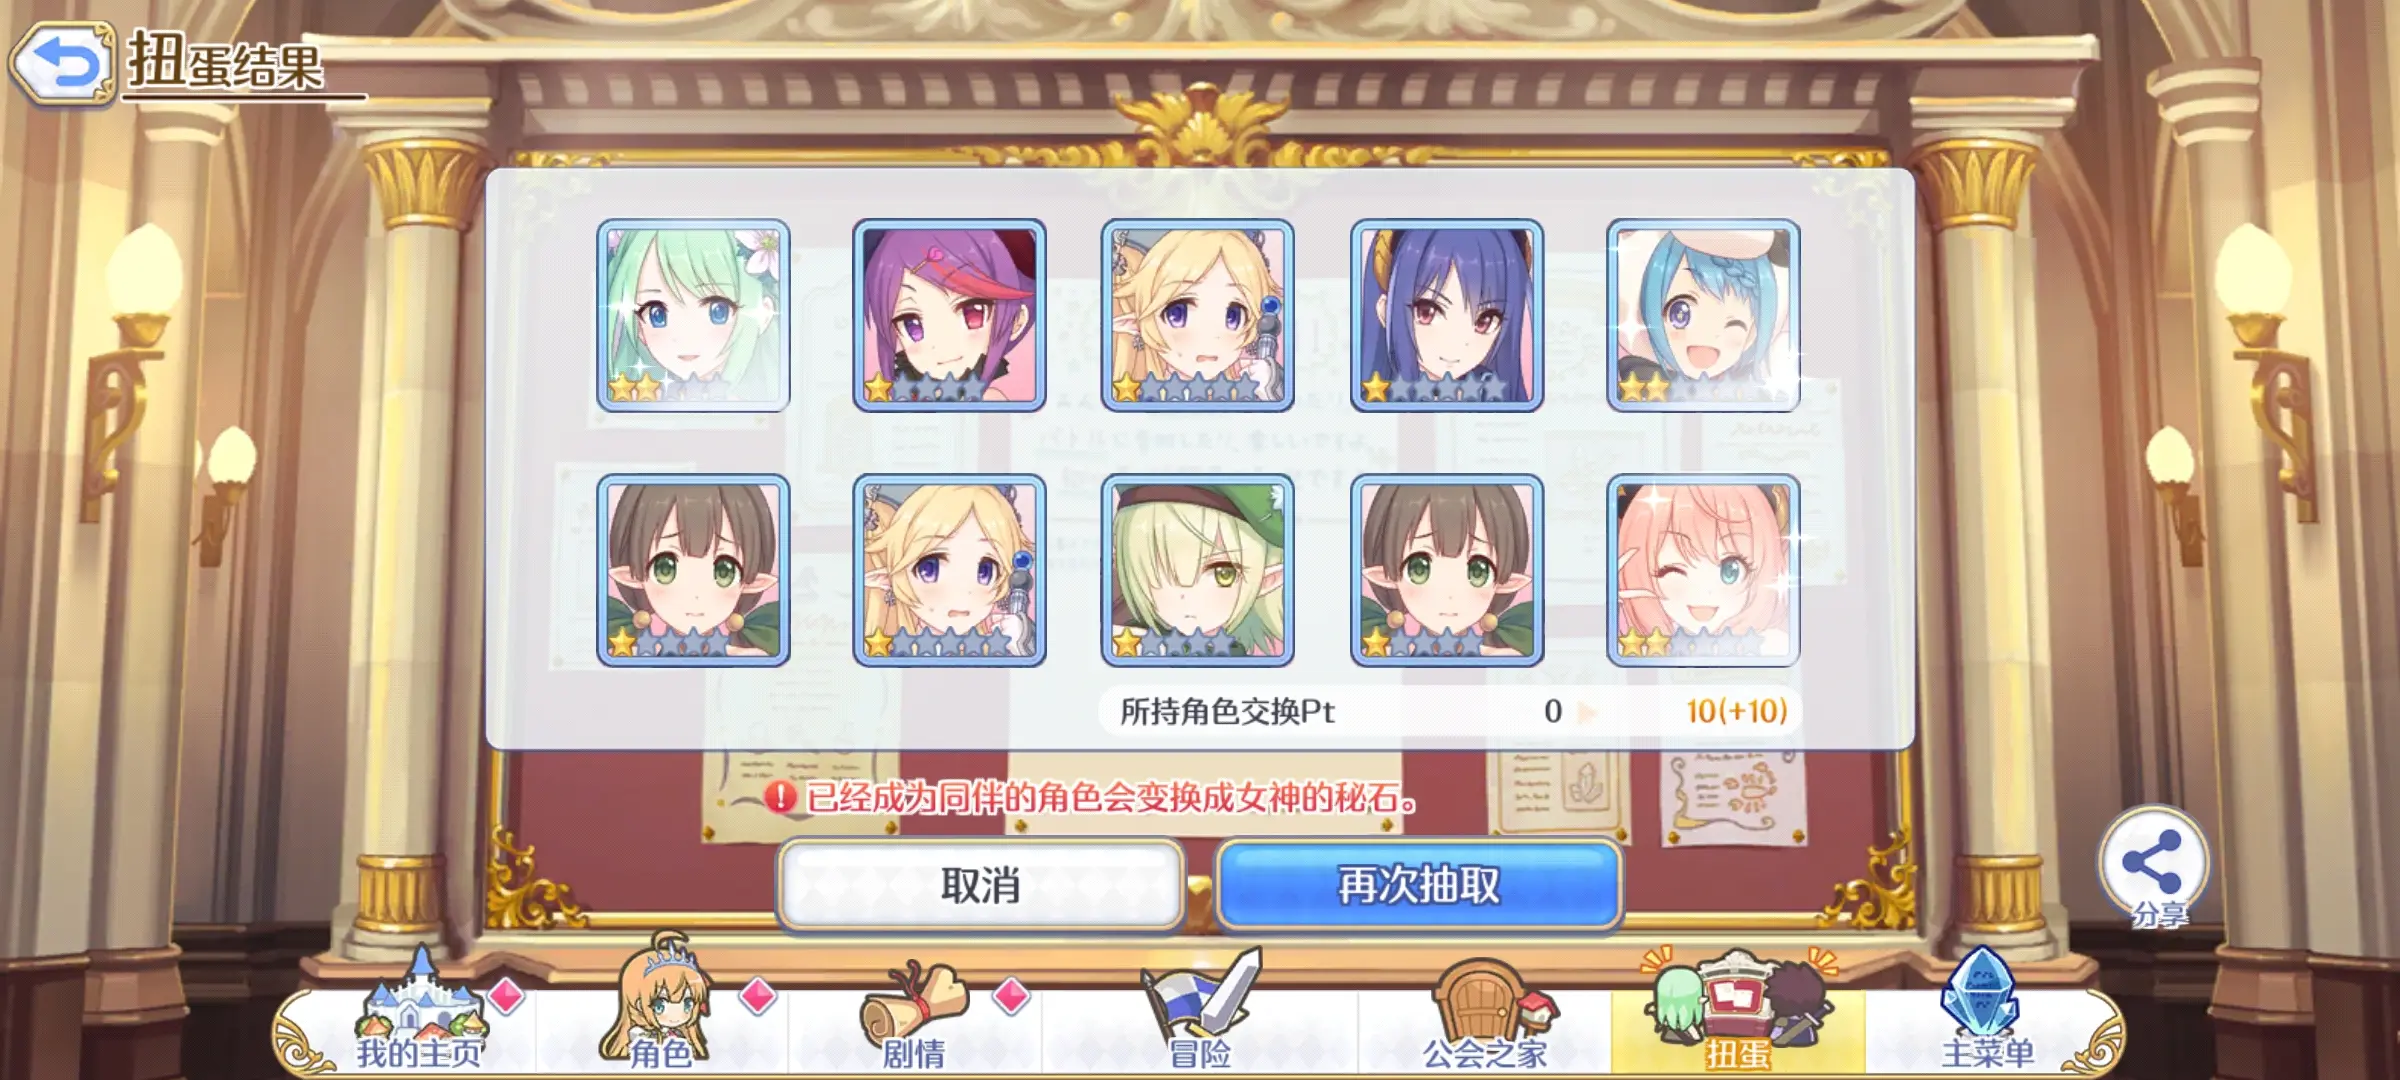 扭蛋结果
所持角色交换Pt 0 10(+10)
已经成为同伴的角色会变换成女神的秘石。
取消
再次抽取
分享
我的主页
角色
剧情
冒险
公会之家
扭蛋
主菜单